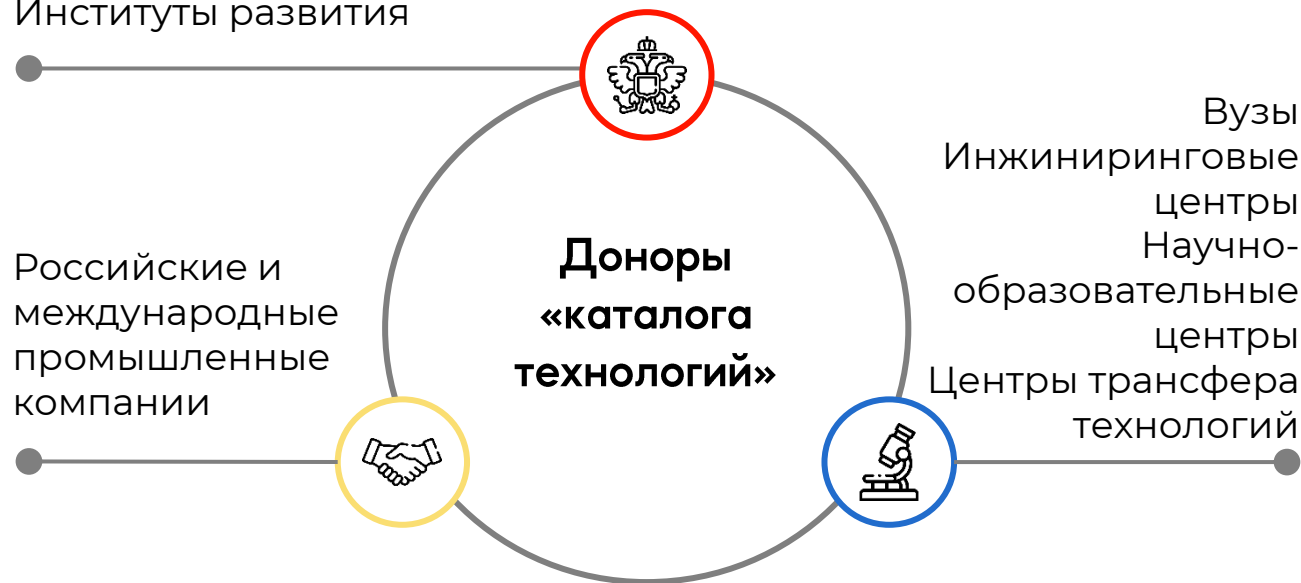 Институты развития
Вузы
Инжиниринговые
центры
Научно-
образовательные
центры
Центры трансфера
технологий
Доноры
«каталога
технологий»
Российские и
международные
промышленные
компании